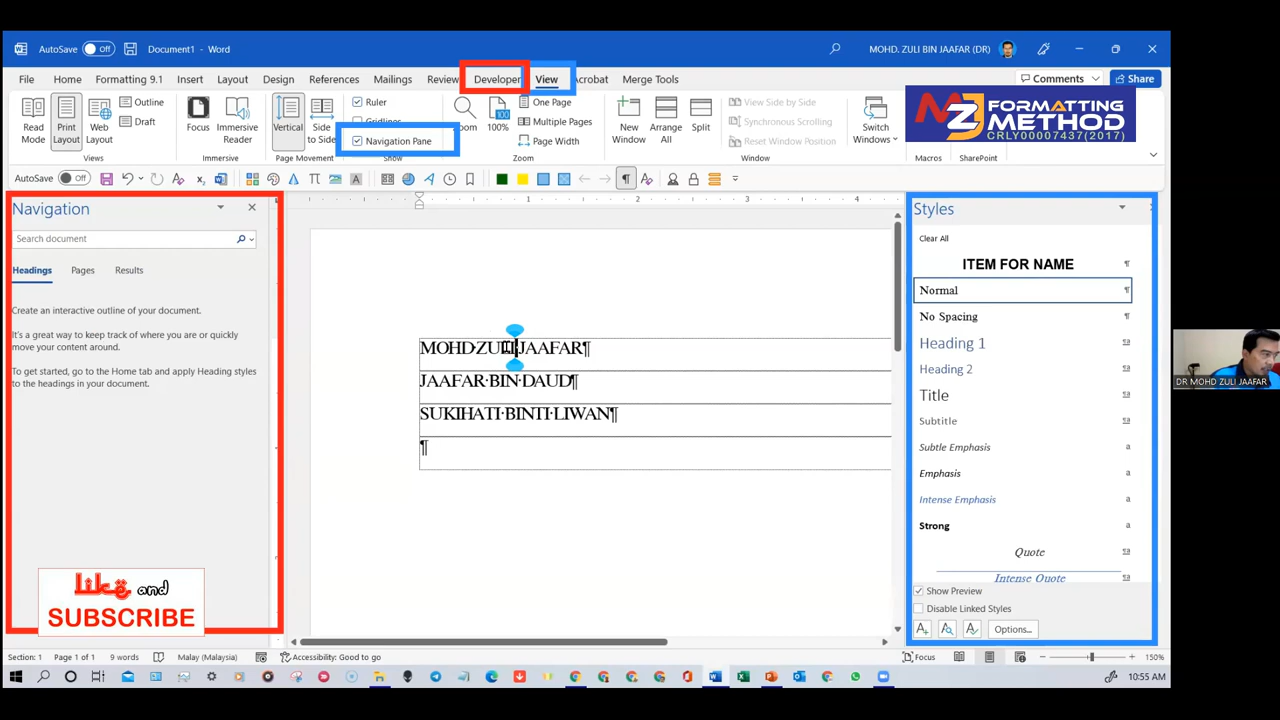 AutoSave Off Document1 - Word MOHD. ZULI BIN JAAFAR (DR)
File Home Formatting 9.1 Insert Layout Design References Mailings Review Developer View Acrobat Merge Tools Comments Share
Read Mode
Print Layout
Web Layout
Outline
Draft
Views
Focus
Immersive Reader
Immersive
Vertical
Side to Side
Page Movement
Ruler
Gridlines
Navigation Pane
Show
Zoom
100
100%
One Page
Multiple Pages
Page Width
Zoom
New Window
Arrange All
Split
View Side by Side
Synchronous Scrolling
Reset Window Position
Window
Switch Windows
Macros
SharePoint
MZ FORMATTING
METHOD
CRLY00007437(2017)
AutoSave Off
Navigation
Search document
Headings Pages Results
Create an interactive outline of your document.
It's a great way to keep track of where you are or quickly
move your content around.
To get started, go to the Home tab and apply Heading styles
to the headings in your document.
like and
SUBSCRIBE
1 2 3 4
MOHD·ZULI·JAAFAR¶
JAAFAR·BIN·DAUD¶
SUKIHATI·BINTI·LIWAN¶
¶
Styles
Clear All
ITEM FOR NAME
Normal
No Spacing
Heading 1
Heading 2
Title
Subtitle
Subtle Emphasis
Emphasis
Intense Emphasis
Strong
Quote
Intense Quote
Show Preview
Disable Linked Styles
Options...
DR MOHD ZULI JAAFAR
Section: 1 Page 1 of 1 9 words Malay (Malaysia) Accessibility: Good to go Focus 150%
10:55 AM